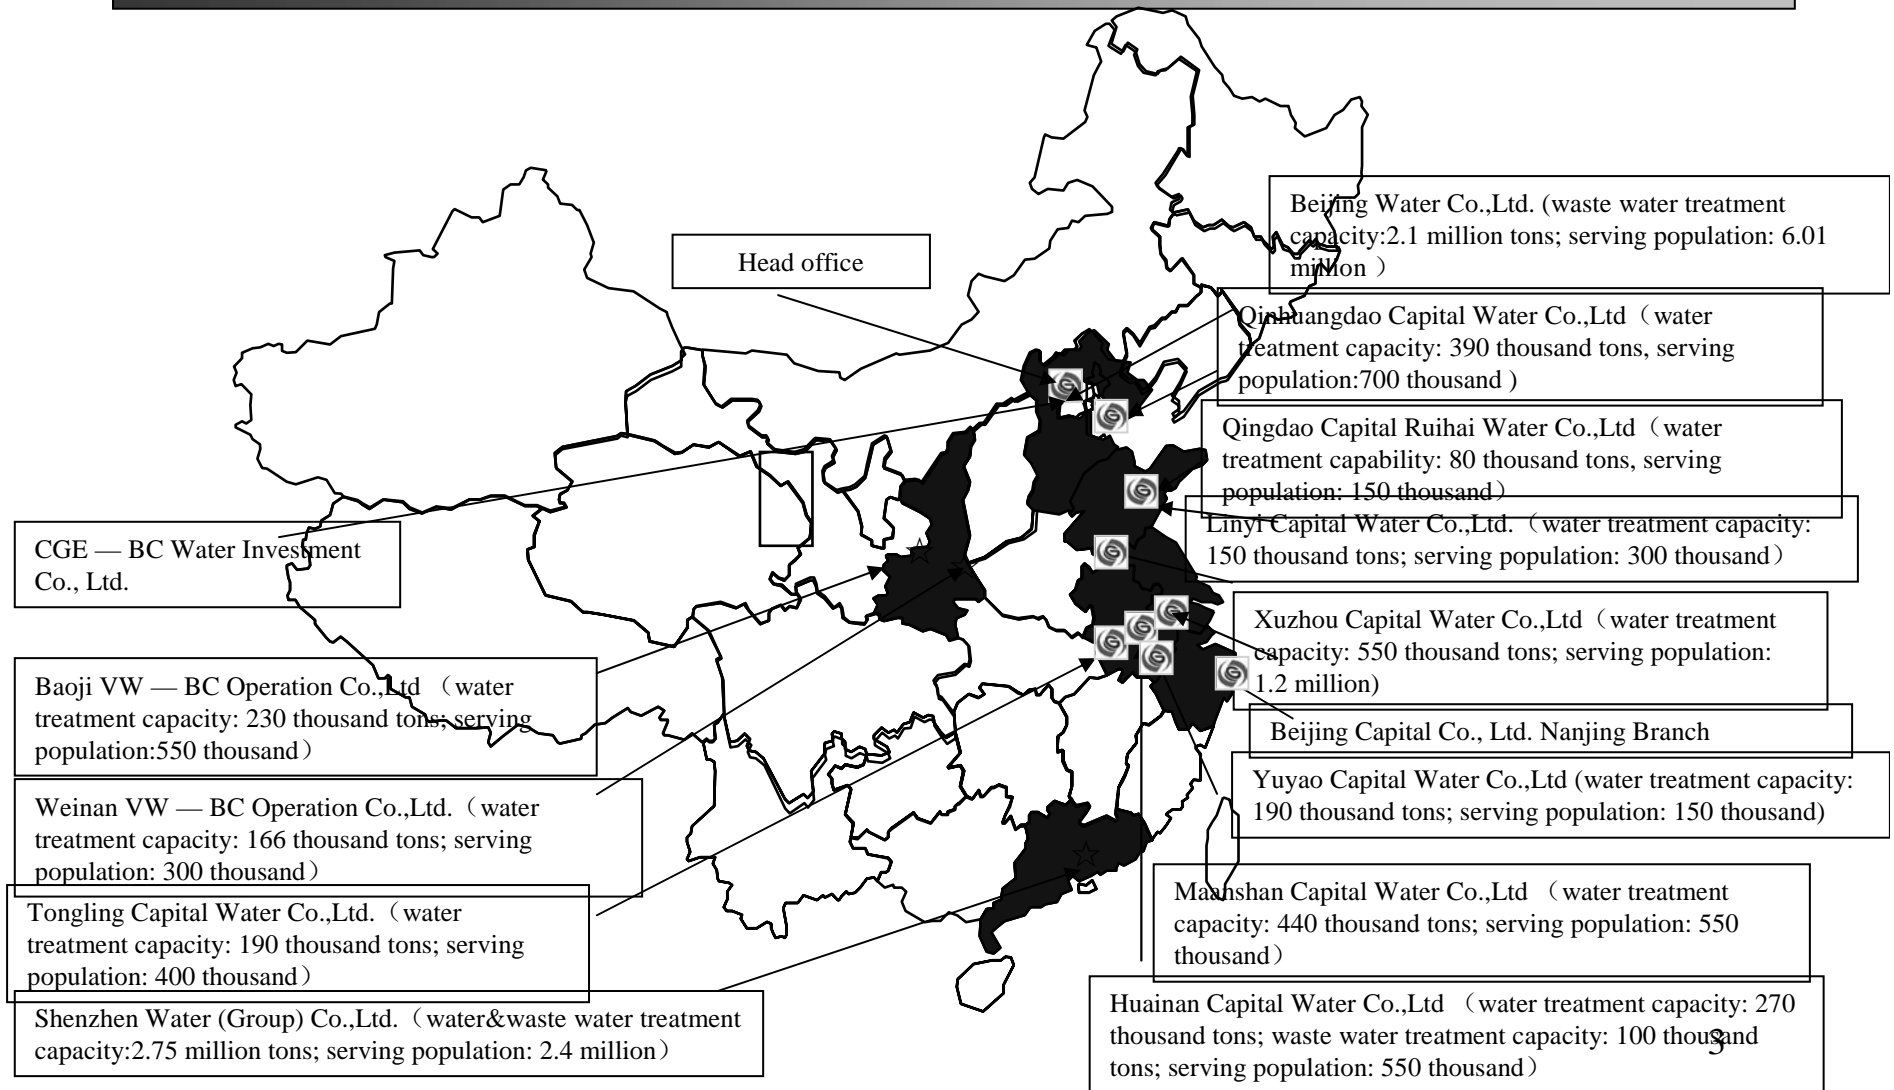 Head office
Beijing Water Co.,Ltd. (waste water treatment
capacity:2.1 million tons; serving population: 6.01
million ）
Qinhuangdao Capital Water Co.,Ltd（water
treatment capacity: 390 thousand tons, serving
population:700 thousand )
Qingdao Capital Ruihai Water Co.,Ltd（water
treatment capability: 80 thousand tons, serving
population: 150 thousand）
Linyi Capital Water Co.,Ltd.（water treatment capacity:
150 thousand tons; serving population: 300 thousand）
Xuzhou Capital Water Co.,Ltd（water treatment
capacity: 550 thousand tons; serving population:
1.2 million)
Beijing Capital Co., Ltd. Nanjing Branch
Yuyao Capital Water Co.,Ltd (water treatment capacity:
190 thousand tons; serving population: 150 thousand)
Maanshan Capital Water Co.,Ltd （water treatment
capacity: 440 thousand tons; serving population: 550
thousand）
Huainan Capital Water Co.,Ltd （water treatment capacity: 270
thousand tons; waste water treatment capacity: 100 thousand
tons; serving population: 550 thousand）
CGE — BC Water Investment
Co., Ltd.
Baoji VW — BC Operation Co.,Ltd （water
treatment capacity: 230 thousand tons; serving
population:550 thousand）
Weinan VW — BC Operation Co.,Ltd.（water
treatment capacity: 166 thousand tons; serving
population: 300 thousand）
Tongling Capital Water Co.,Ltd.（water
treatment capacity: 190 thousand tons; serving
population: 400 thousand）
Shenzhen Water (Group) Co.,Ltd.（water&waste water treatment
capacity:2.75 million tons; serving population: 2.4 million）
3